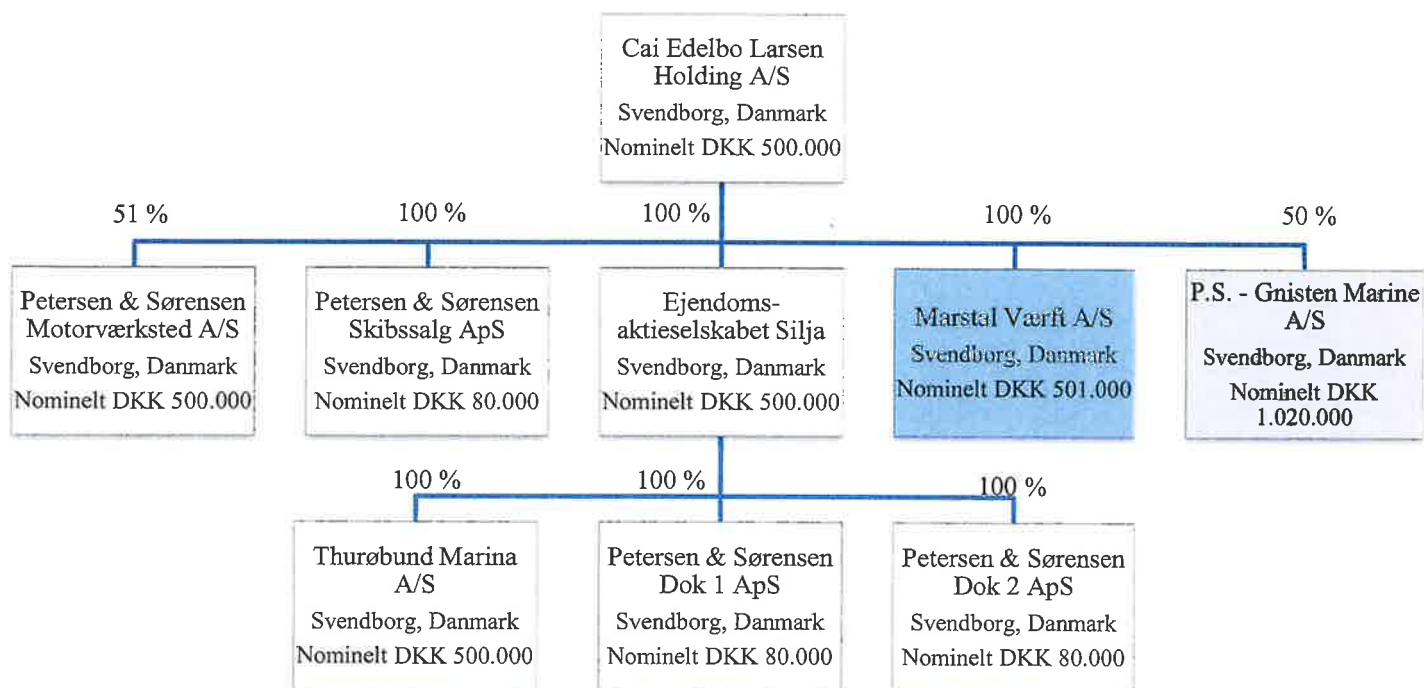 Cai Edelbo Larsen
Holding A/S
Svendborg, Danmark
Nominelt DKK 500.000
51 %
100 %
100 %
100 %
50 %
Petersen & Sørensen
Motorværksted A/S
Svendborg, Danmark
Nominelt DKK 500.000
Petersen & Sørensen
Skibssalg ApS
Svendborg, Danmark
Nominelt DKK 80.000
Ejendoms-
aktieselskabet Silja
Svendborg, Danmark
Nominelt DKK 500.000
Marstal Værft A/S
Svendborg, Danmark
Nominelt DKK 501.000
P.S. - Gnisten Marine
A/S
Svendborg, Danmark
Nominelt DKK
1.020.000
100 %
100 %
100 %
Thurøbund Marina
A/S
Svendborg, Danmark
Nominelt DKK 500.000
Petersen & Sørensen
Dok 1 ApS
Svendborg, Danmark
Nominelt DKK 80.000
Petersen & Sørensen
Dok 2 ApS
Svendborg, Danmark
Nominelt DKK 80.000